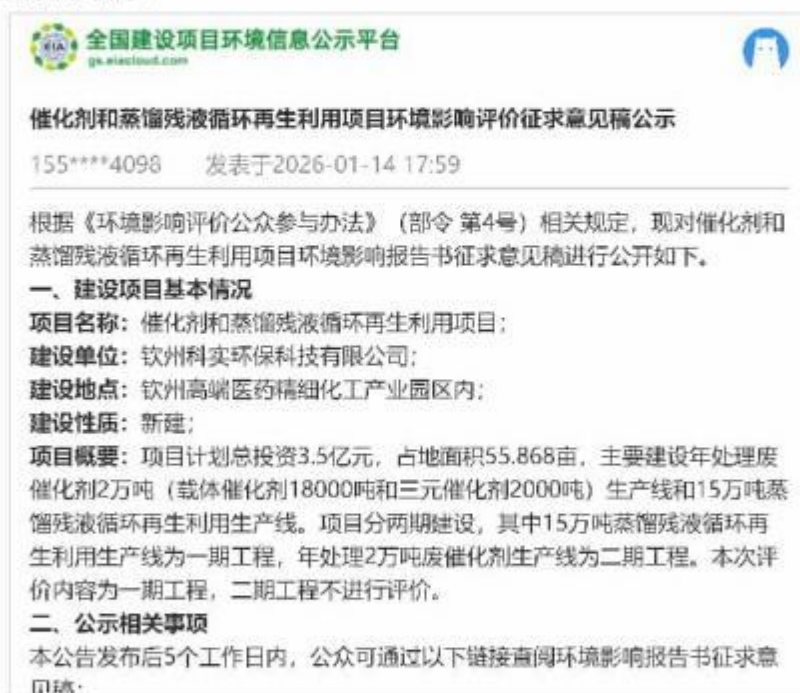 EIA
全国建设项目环境信息公示平台
gs.eiacloud.com
催化剂和蒸馏残液循环再生利用项目环境影响评价征求意见稿公示
155****4098 发表于2026-01-14 17:59
根据《环境影响评价公众参与办法》（部令 第4号）相关规定，现对催化剂和
蒸馏残液循环再生利用项目环境影响报告书征求意见稿进行公开如下。
一、建设项目基本情况
项目名称：催化剂和蒸馏残液循环再生利用项目；
建设单位：钦州科实环保科技有限公司；
建设地点：钦州高端医药精细化工产业园区内；
建设性质：新建；
项目概要：项目计划总投资3.5亿元，占地面积55.868亩，主要建设年处理废
催化剂2万吨（载体催化剂18000吨和三元催化剂2000吨）生产线和15万吨蒸
馏残液循环再生利用生产线。项目分两期建设，其中15万吨蒸馏残液循环再
生利用生产线为一期工程，年处理2万吨废催化剂生产线为二期工程。本次评
价内容为一期工程，二期工程不进行评价。
二、公示相关事项
本公告发布后5个工作日内，公众可通过以下链接查阅环境影响报告书征求意
见稿：